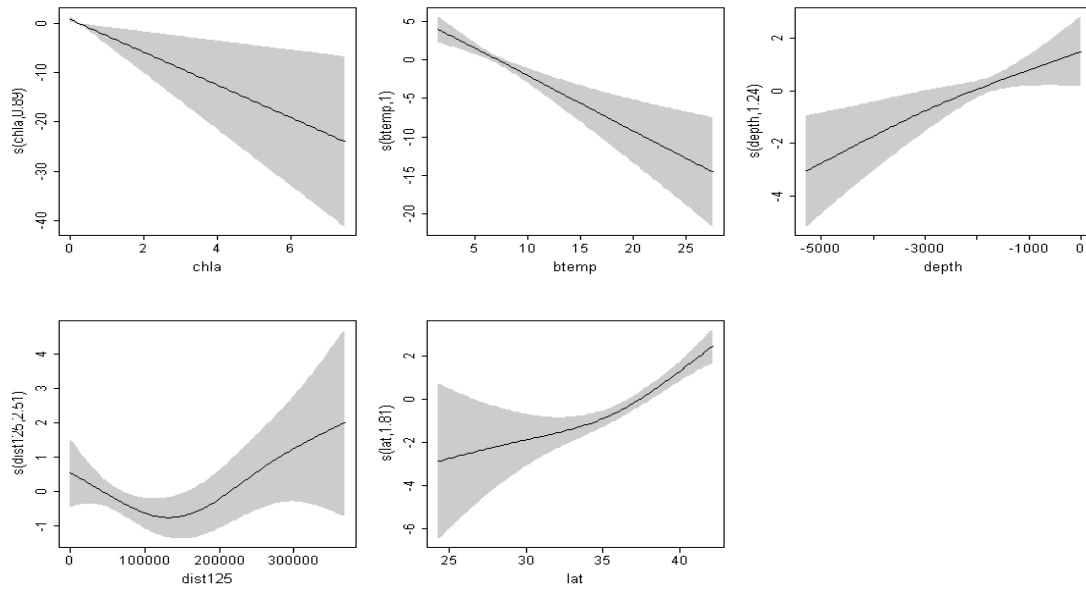 s(chla,0.89)
0
-10
-20
-30
-40
0 2 4 6
chla
s(btemp,1)
5
0
-5
-10
-15
-20
5 10 15 20 25
btemp
s(depth,1.24)
2
0
-2
-4
-5000 -3000 -1000 0
depth
s(dist125,2.51)
4
3
2
1
0
-1
0 100000 200000 300000
dist125
s(lat,1.81)
2
0
-2
-4
-6
25 30 35 40
lat